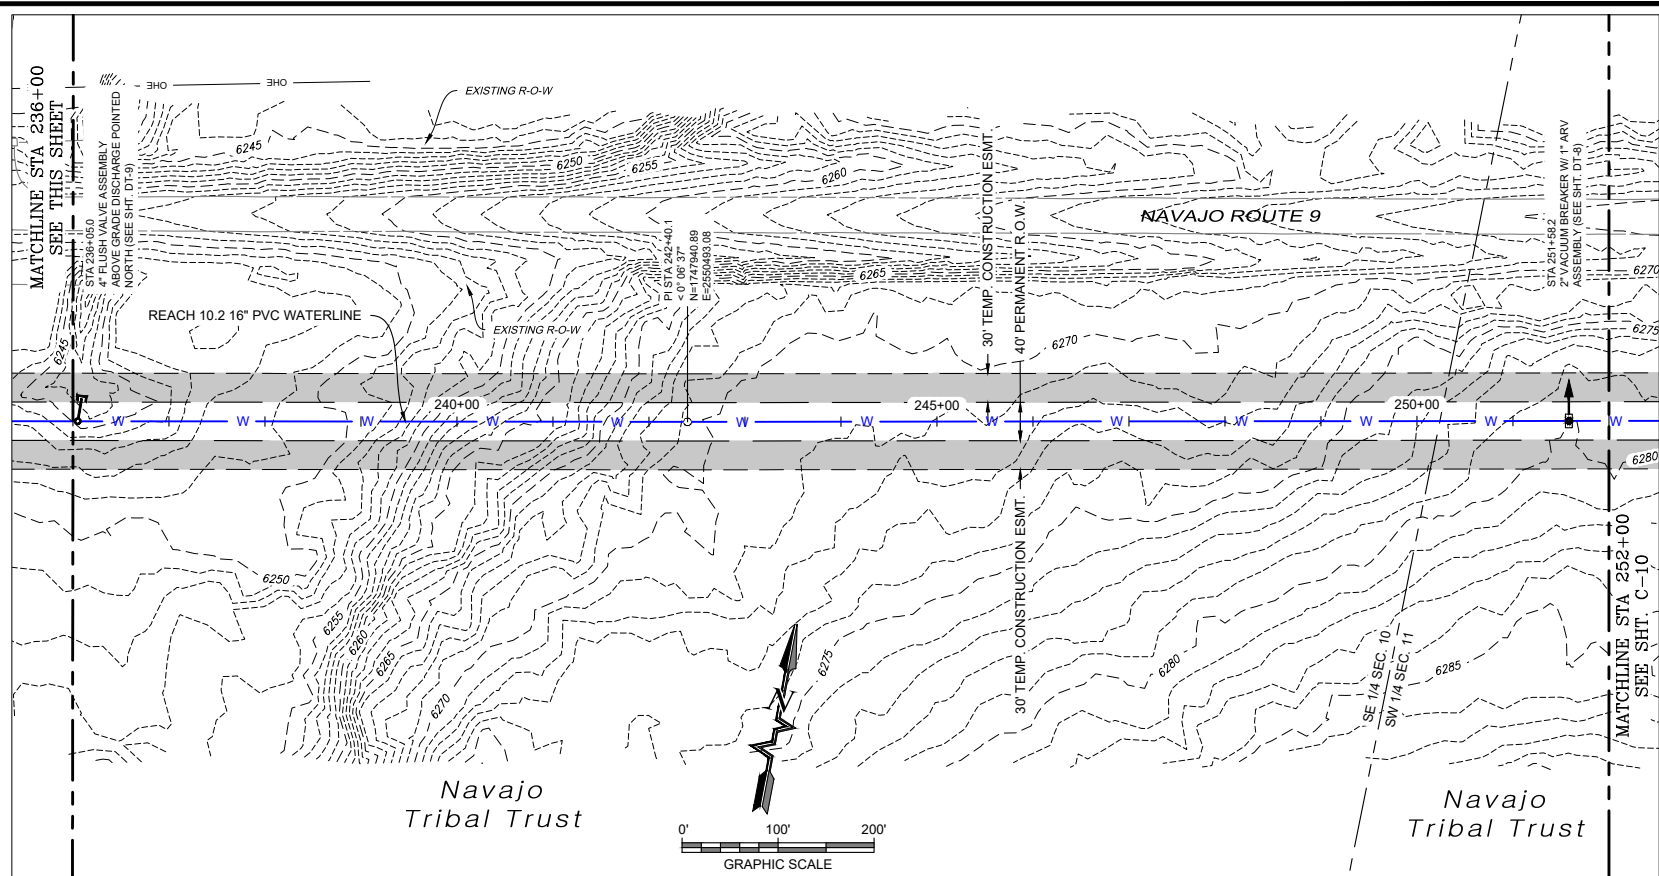 MATCHLINE STA 236+00
SEE THIS SHEET
OHE
OHE
EXISTING R-O-W
6245
6250
6255
6260
STA 236+05.0
4" FLUSH VALVE ASSEMBLY
ABOVE GRADE DISCHARGE POINTED
NORTH (SEE SHT. DT-9)
NAVAJO ROUTE 9
6265
6270
6275
PI STA 242+40.1
< 0° 06' 37"
N=1747940.89
E=2550493.08
30' TEMP. CONSTRUCTION ESMT.
40' PERMANENT R.O.W.
STA 251+58.2
2" VACUUM BREAKER W/ 1" ARV
ASSEMBLY (SEE SHT. DT-8)
REACH 10.2 16" PVC WATERLINE
EXISTING R-O-W
6245
6270
240+00
245+00
250+00
W W W W W W W W W W W W W
6280
30' TEMP. CONSTRUCTION ESMT.
6250
6255
6260
6265
6270
6275
6280
6285
SE 1/4 SEC. 10
SW 1/4 SEC. 11
MATCHLINE STA 252+00
SEE SHT. C-10
Navajo
Tribal Trust
0' 100' 200'
GRAPHIC SCALE
Navajo
Tribal Trust